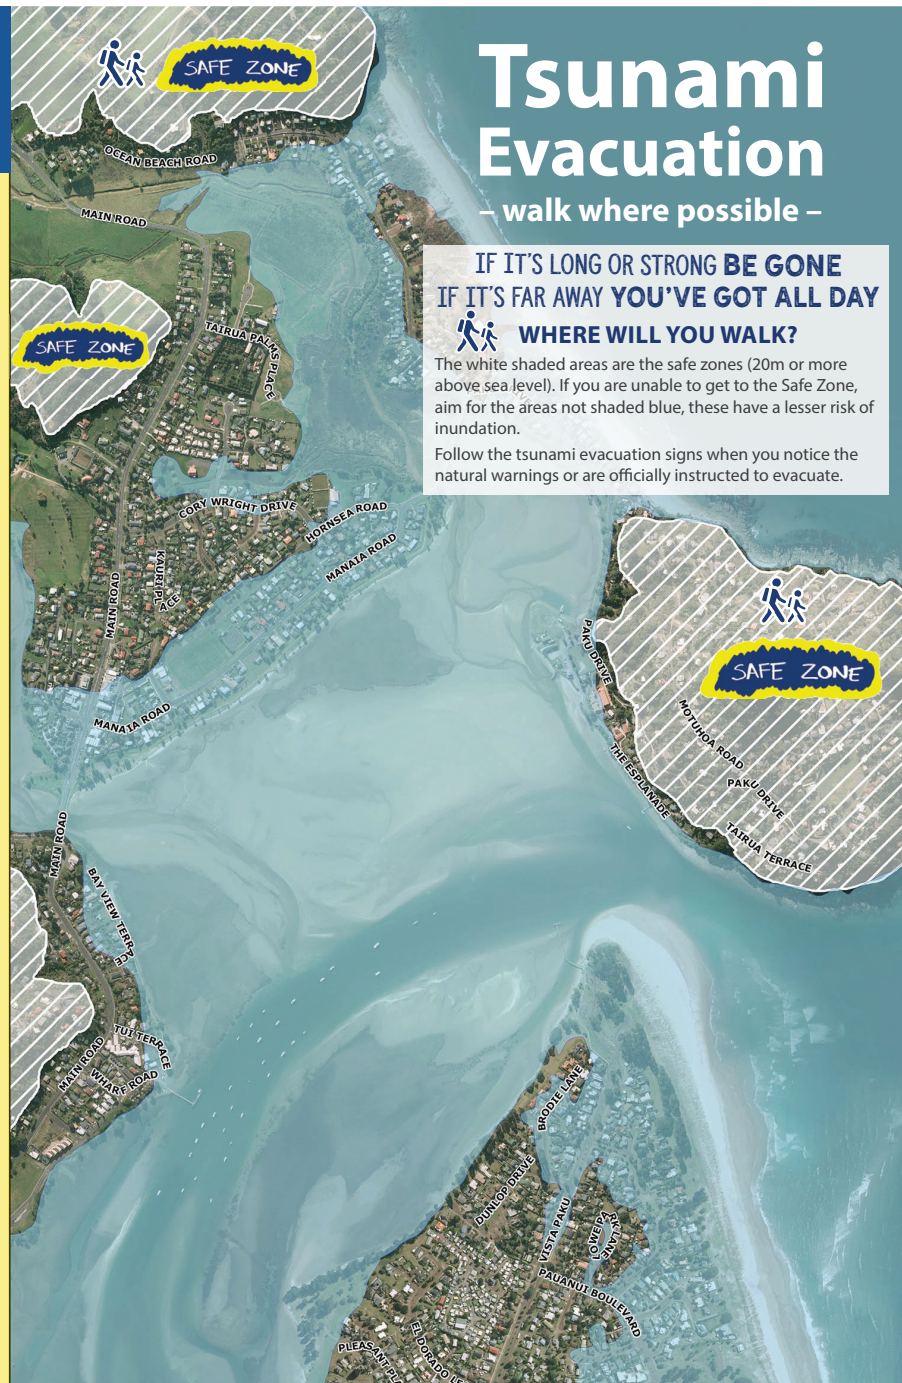 Tsunami
Evacuation
– walk where possible –
IF IT'S LONG OR STRONG BE GONE
IF IT'S FAR AWAY YOU'VE GOT ALL DAY
WHERE WILL YOU WALK?
The white shaded areas are the safe zones (20m or more
above sea level). If you are unable to get to the Safe Zone,
aim for the areas not shaded blue, these have a lesser risk of
inundation.
Follow the tsunami evacuation signs when you notice the
natural warnings or are officially instructed to evacuate.
SAFE ZONE
OCEAN BEACH ROAD
MAIN ROAD
SAFE ZONE
TAIRUA PALMS PLACE
CORY WRIGHT DRIVE
HORNSEA ROAD
MANAIA ROAD
KAURI PLACE
MAIN ROAD
MANAIA ROAD
PAKU DRIVE
SAFE ZONE
MOTUHOA ROAD
PAKU DRIVE
THE ESPLANADE
TAIRUA TERRACE
MAIN ROAD
BAY VIEW TERRACE
TUI TERRACE
MAIN ROAD
WHARF ROAD
BRODIE LANE
DUNLOP DRIVE
VISTA PAKU
LOWE PARK LANE
PAUANUI BOULEVARD
EL DORADO
PLEASANT